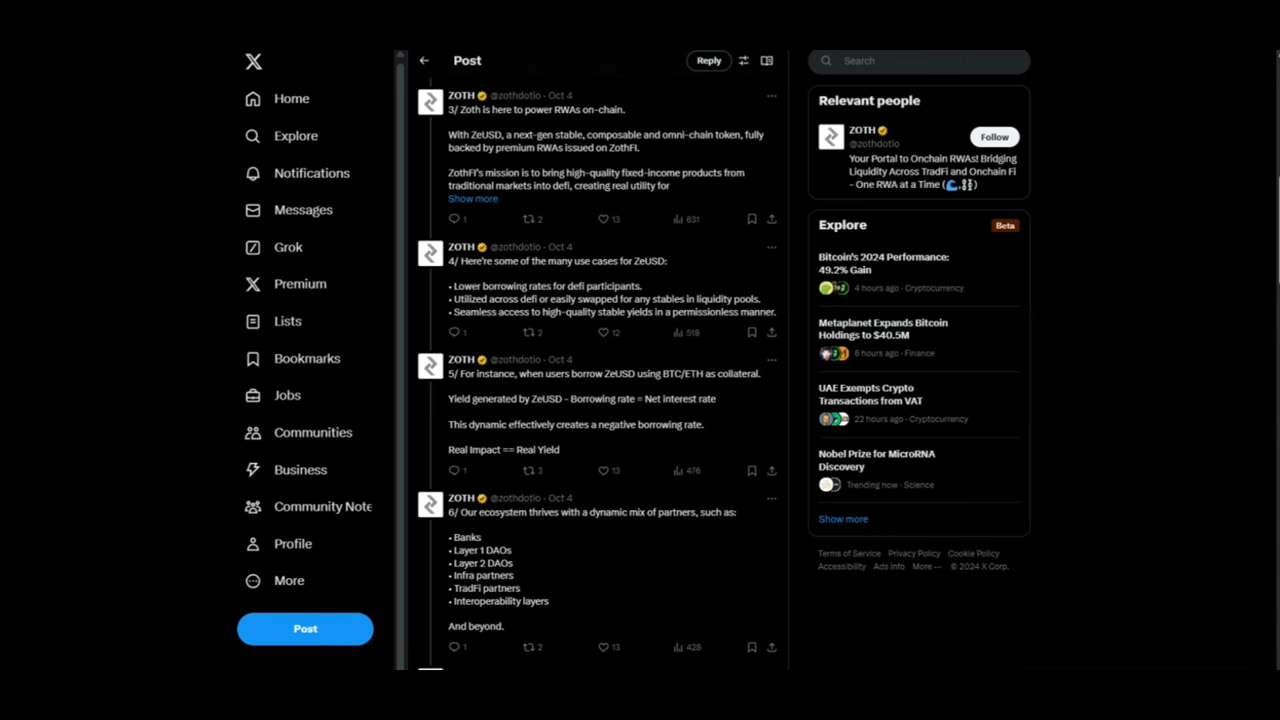 Home
Explore
Notifications
Messages
Grok
Premium
Lists
Bookmarks
Jobs
Communities
Business
Community Note
Profile
More
Post
Post
Reply
ZOTH @zothdotio · Oct 4
3/ Zoth is here to power RWAs on-chain.
With ZeUSD, a next-gen stable, composable and omni-chain token, fully
backed by premium RWAs issued on ZothFI.
ZothFI's mission is to bring high-quality fixed-income products from
traditional markets into defi, creating real utility for
Show more
1 2 13 631
ZOTH @zothdotio · Oct 4
4/ Here're some of the many use cases for ZeUSD:
• Lower borrowing rates for defi participants.
• Utilized across defi or easily swapped for any stables in liquidity pools.
• Seamless access to high-quality stable yields in a permissionless manner.
1 2 12 518
ZOTH @zothdotio · Oct 4
5/ For instance, when users borrow ZeUSD using BTC/ETH as collateral.
Yield generated by ZeUSD - Borrowing rate = Net interest rate
This dynamic effectively creates a negative borrowing rate.
Real Impact == Real Yield
1 3 13 476
ZOTH @zothdotio · Oct 4
6/ Our ecosystem thrives with a dynamic mix of partners, such as:
• Banks
• Layer 1 DAOs
• Layer 2 DAOs
• Infra partners
• TradFi partners
• Interoperability layers
And beyond.
1 2 13 428
Search
Relevant people
ZOTH
@zothdotio
Follow
Your Portal to Onchain RWAs! Bridging
Liquidity Across TradFi and Onchain Fi
- One RWA at a Time (🌊,⛓️)
Explore
Beta
Bitcoin's 2024 Performance:
49.2% Gain
4 hours ago · Cryptocurrency
Metaplanet Expands Bitcoin
Holdings to $40.5M
6 hours ago · Finance
UAE Exempts Crypto
Transactions from VAT
22 hours ago · Cryptocurrency
Nobel Prize for MicroRNA
Discovery
Trending now · Science
Show more
Terms of Service Privacy Policy Cookie Policy
Accessibility Ads info More ··· © 2024 X Corp.